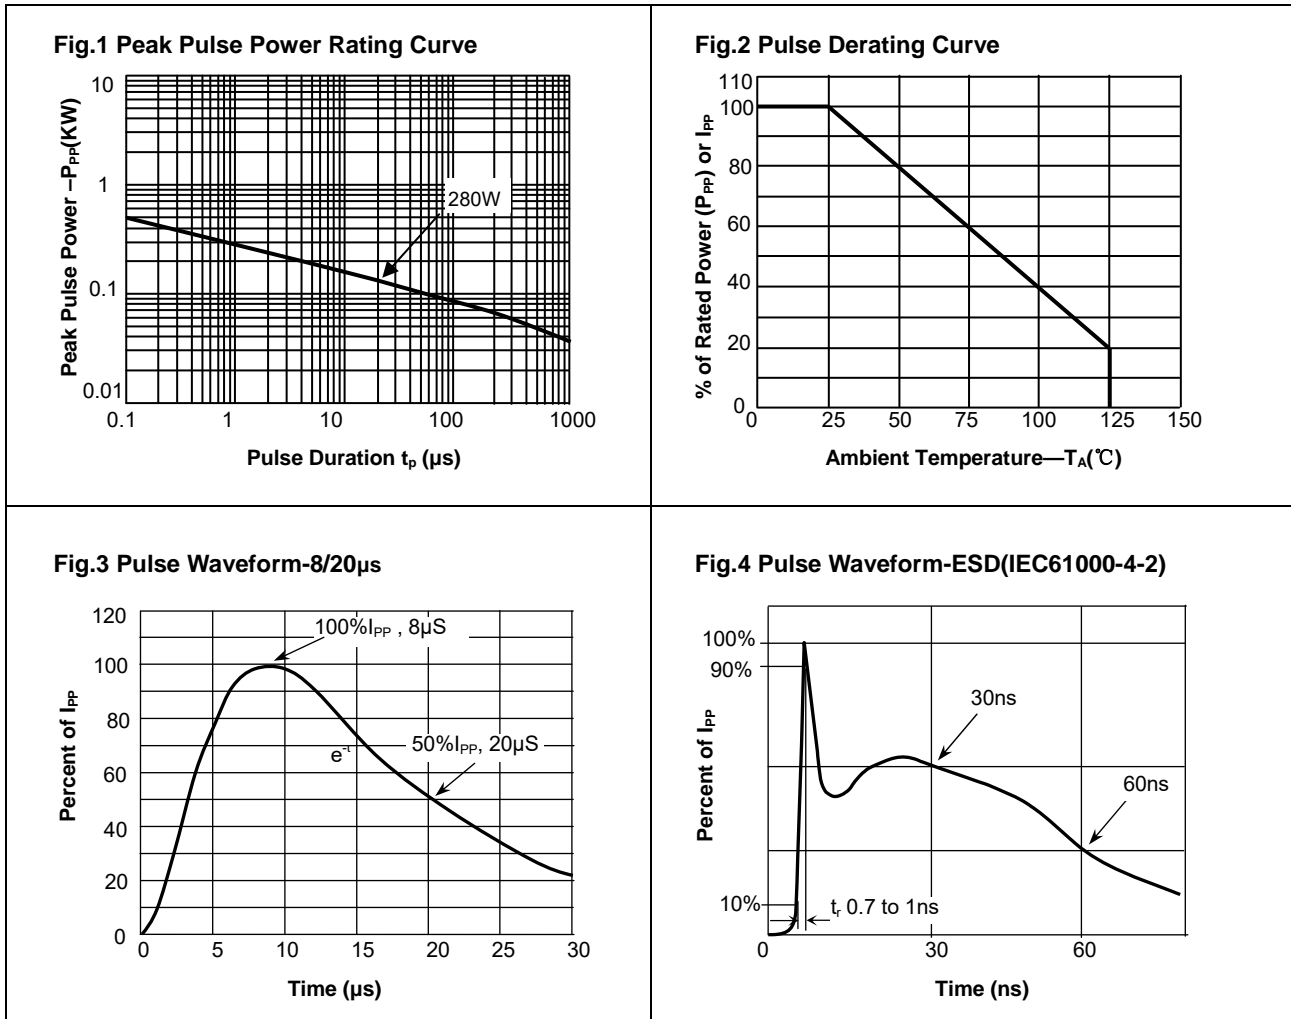 Fig.1 Peak Pulse Power Rating Curve
Peak Pulse Power –PPP(KW)
10
1
0.1
0.01
280W
0.1 1 10 100 1000
Pulse Duration tp (µs)
Fig.2 Pulse Derating Curve
% of Rated Power (PPP) or IPP
110
100
80
60
40
20
0
0 25 50 75 100 125 150
Ambient Temperature—TA(℃)
Fig.3 Pulse Waveform-8/20µs
Percent of IPP
120
100
80
60
40
20
0
100%IPP , 8µS
e-t
50%IPP, 20µS
0 5 10 15 20 25 30
Time (µs)
Fig.4 Pulse Waveform-ESD(IEC61000-4-2)
Percent of IPP
100%
90%
10%
30ns
60ns
tr 0.7 to 1ns
0 30 60
Time (ns)